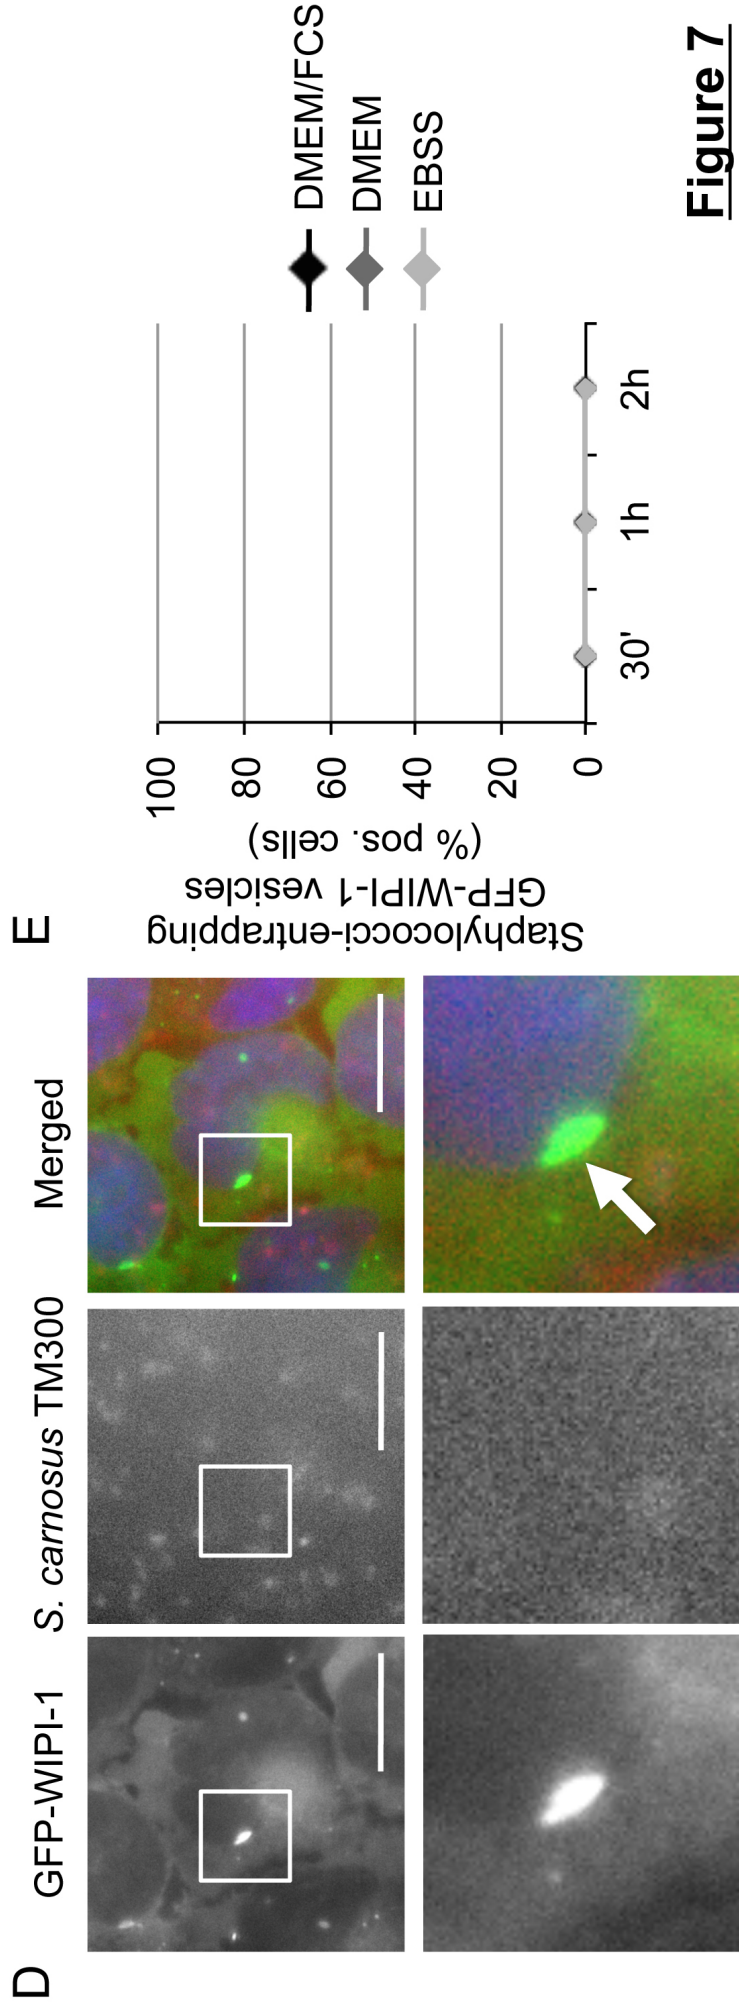 D
GFP-WIPI-1
S. carnosus TM300
Merged
E
Staphylococci-entrapping
GFP-WIPI-1 vesicles
(% pos. cells)
100
80
60
40
20
0
30'
1h
2h
DMEM/FCS
DMEM
EBSS
Figure 7